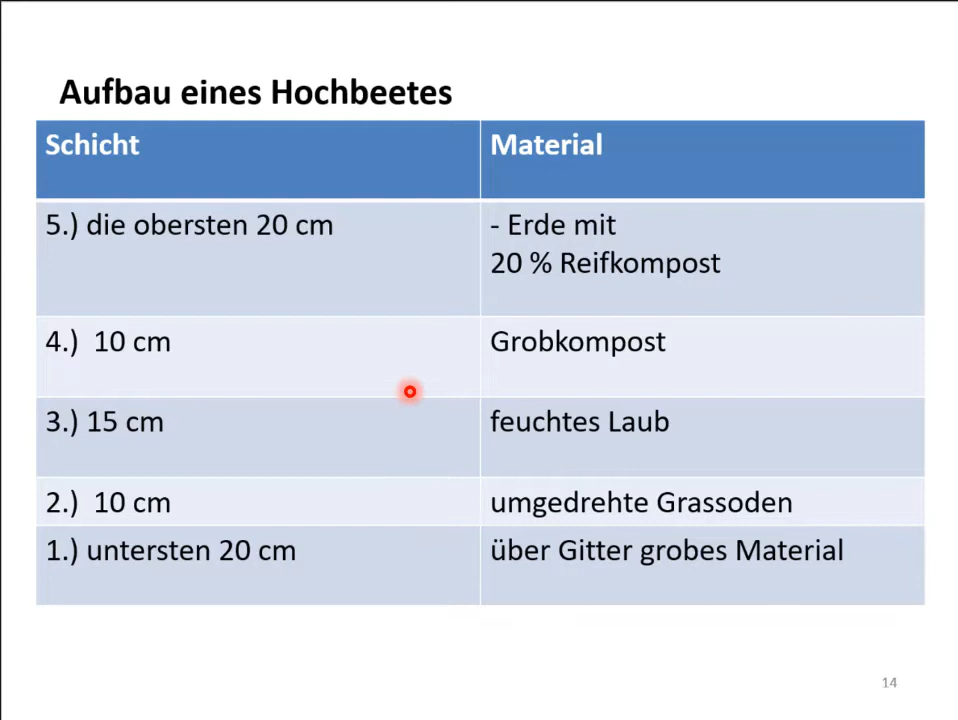 Aufbau eines Hochbeetes
Schicht Material
5.) die obersten 20 cm - Erde mit
20 % Reifkompost
4.) 10 cm Grobkompost
3.) 15 cm feuchtes Laub
2.) 10 cm umgedrehte Grassoden
1.) untersten 20 cm über Gitter grobes Material
14